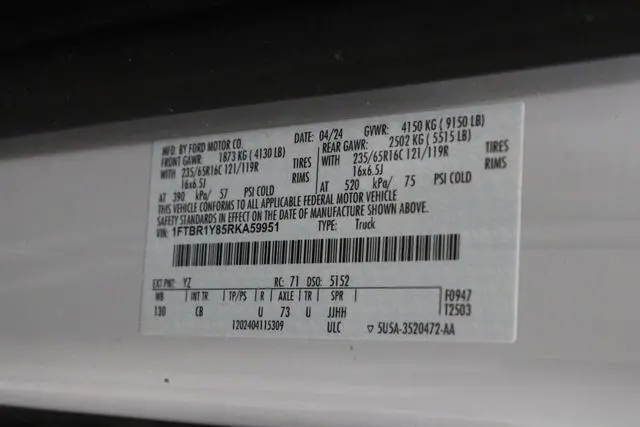 MFD. BY FORD MOTOR CO. DATE: 04/24 GVWR: 4150 KG ( 9150 LB)
FRONT GAWR: 1873 KG ( 4130 LB) REAR GAWR: 2502 KG ( 5515 LB)
WITH 235/65R16C 121/119R TIRES WITH 235/65R16C 121/119R TIRES
16x6.5J RIMS 16x6.5J RIMS
AT 390 kPa/ 57 PSI COLD AT 520 kPa/ 75 PSI COLD
THIS VEHICLE CONFORMS TO ALL APPLICABLE FEDERAL MOTOR VEHICLE
SAFETY STANDARDS IN EFFECT ON THE DATE OF MANUFACTURE SHOWN ABOVE.
VIN: 1FTBR1Y85RKA59951 TYPE: Truck
EXT PNT: YZ RC: 71 DSO: 5152
WB INT TR TP/PS R AXLE TR SPR F0947
130 CB U 73 U JJHH T2503
1202404115309 ULC ▽ 5U5A-3520472-AA